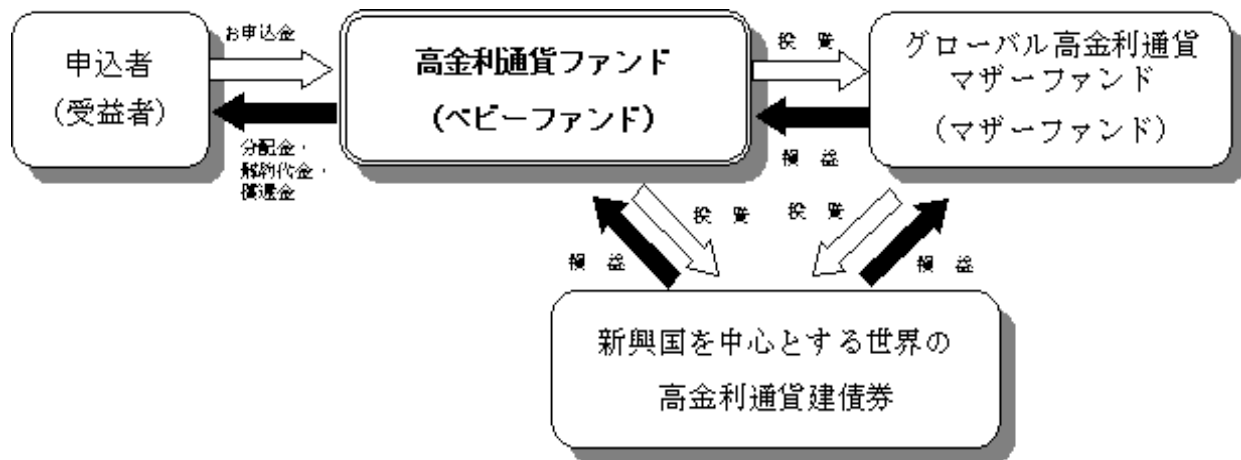 申込者
(受益者)
お申込金
分配金・
解約代金・
償還金
高金利通貨ファンド
(ベビーファンド)
投 資
損 益
グローバル高金利通貨
マザーファンド
(マザーファンド)
損 益
投 資
投 資
損 益
新興国を中心とする世界の
高金利通貨建債券